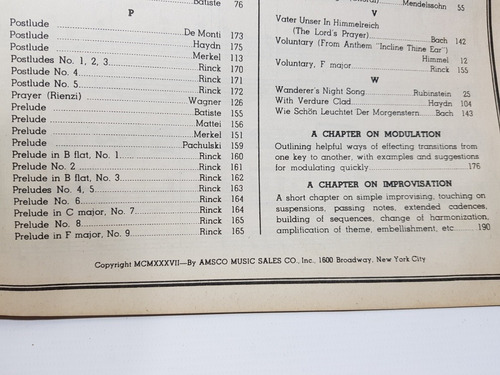 Batiste 76
P
Postlude De Monti 173
Postlude Haydn 175
Postlude Merkel 113
Postludes No. 1, 2, 3 Rinck 170
Postlude No. 4 Rinck 171
Postlude No. 5 Rinck 172
Prayer (Rienzi) Wagner 126
Prelude Batiste 155
Prelude Mattei 156
Prelude Merkel 151
Prelude Pachulski 159
Prelude in B flat, No. 1 Rinck 160
Prelude No. 2 Rinck 161
Prelude in B flat, No. 3 Rinck 162
Preludes No. 4, 5 Rinck 163
Prelude No. 6 Rinck 164
Prelude in C major, No. 7 Rinck 164
Prelude No. 8 Rinck 165
Prelude in F major, No. 9 Rinck 165
Mendelssohn 55
V
Vater Unser In Himmelreich
(The Lord's Prayer) Bach 142
Voluntary (From Anthem "Incline Thine Ear")
Himmel 12
Voluntary, F major Rinck 155
W
Wanderer's Night Song Rubinstein 25
With Verdure Clad Haydn 104
Wie Schön Leuchtet Der Morgenstern Bach 143
A CHAPTER ON MODULATION
Outlining helpful ways of effecting transitions from
one key to another, with examples and suggestions
for modulating quickly 176
A CHAPTER ON IMPROVISATION
A short chapter on simple improvising, touching on
suspensions, passing notes, extended cadences,
building of sequences, change of harmonization,
amplification of theme, embellishment, etc. 190
Copyright MCMXXXVII—By AMSCO MUSIC SALES CO., Inc., 1600 Broadway, New York City